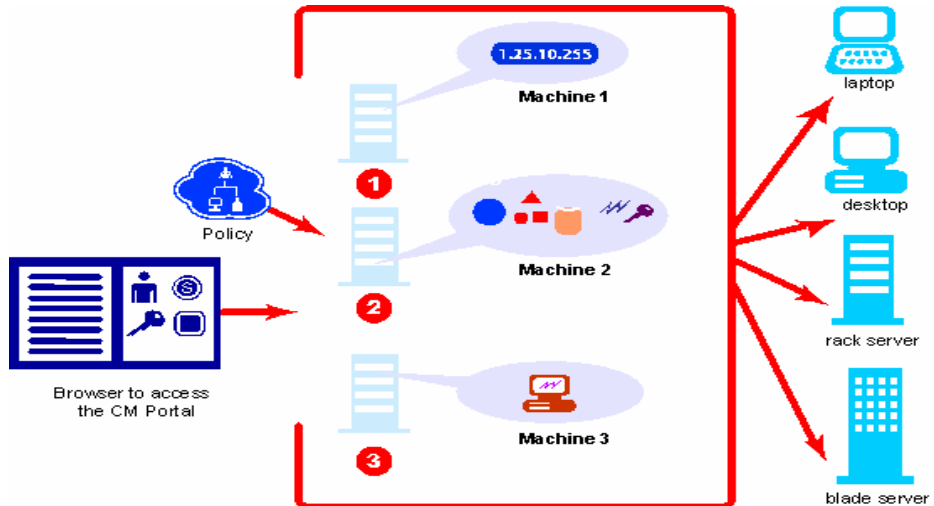 1.25.10.255
Machine 1
laptop
1
desktop
Policy
Machine 2
2
S
rack server
Browser to access
the CM Portal
Machine 3
3
blade server